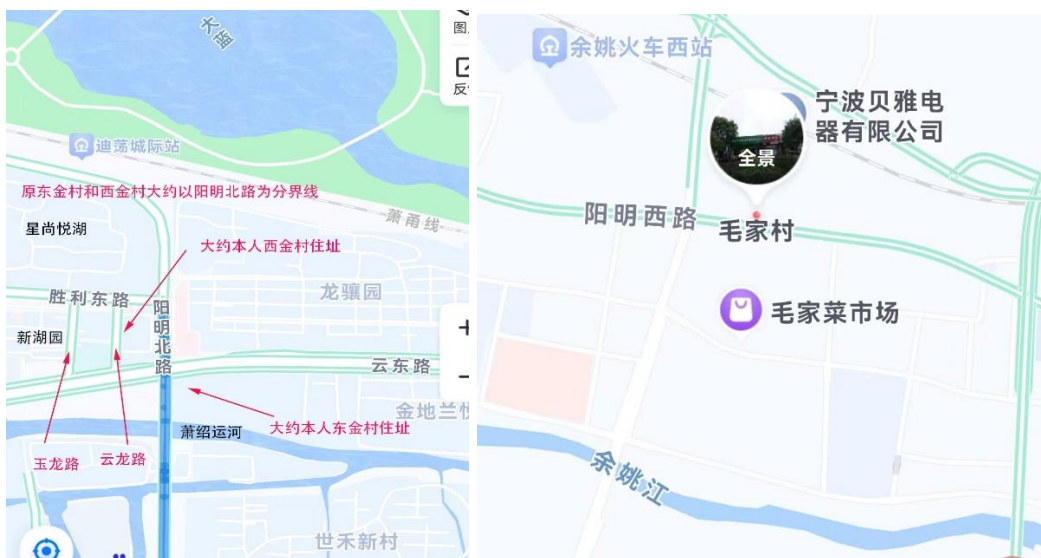 大
蓝
图
反
迪荡城际站
原东金村和西金村大约以阳明北路为分界线
萧甬线
星尚悦湖
大约本人西金村住址
龙骧园
胜利东路
阳明北路
新湖园
云东路
金地兰悦
大约本人东金村住址
萧绍运河
玉龙路
云龙路
世禾新村
余姚火车西站
宁波贝雅电
器有限公司
全景
阳明西路
毛家村
毛家菜市场
余姚江